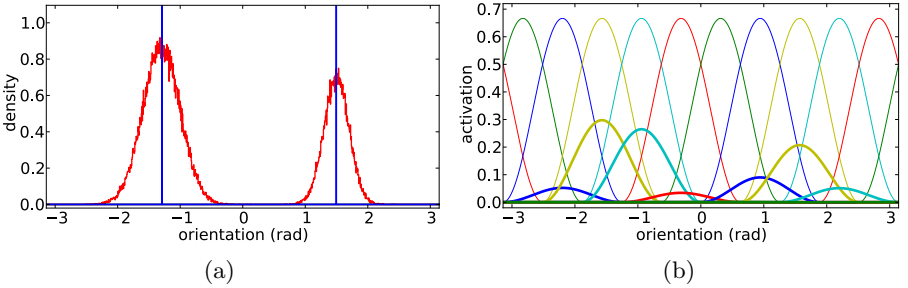 1.0
0.8
0.6
0.4
0.2
0.0
density
−3 −2 −1 0 1 2 3
orientation (rad)
(a)
0.7
0.6
0.5
0.4
0.3
0.2
0.1
0.0
activation
−3 −2 −1 0 1 2 3
orientation (rad)
(b)